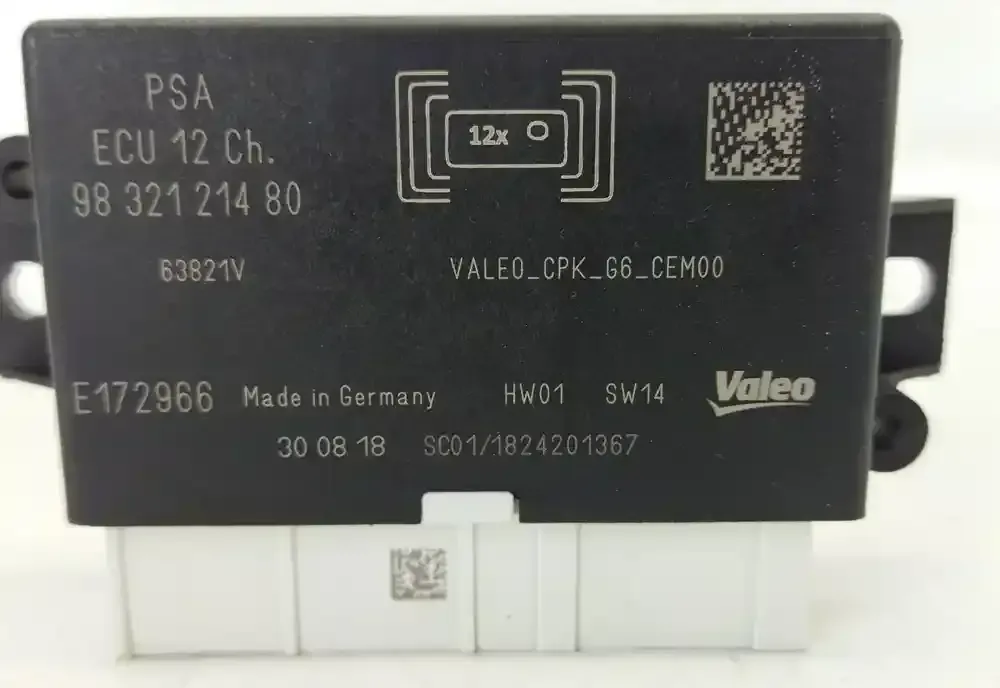 PSA
ECU 12 Ch.
98 321 214 80
12x
63821V
VALEO_CPK_G6_CEM00
E172966 Made in Germany HW01 SW14 Valeo
30 08 18 SC01/1824201367